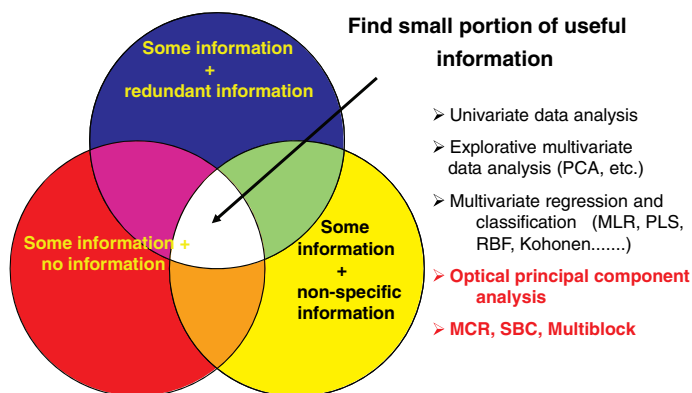 Find small portion of useful
information
Some information
+
redundant information
Some information +
no information
Some
information
+
non-specific
information
➢ Univariate data analysis
➢ Explorative multivariate
data analysis (PCA, etc.)
➢ Multivariate regression and
classification (MLR, PLS,
RBF, Kohonen.......)
➢ Optical principal component
analysis
➢ MCR, SBC, Multiblock